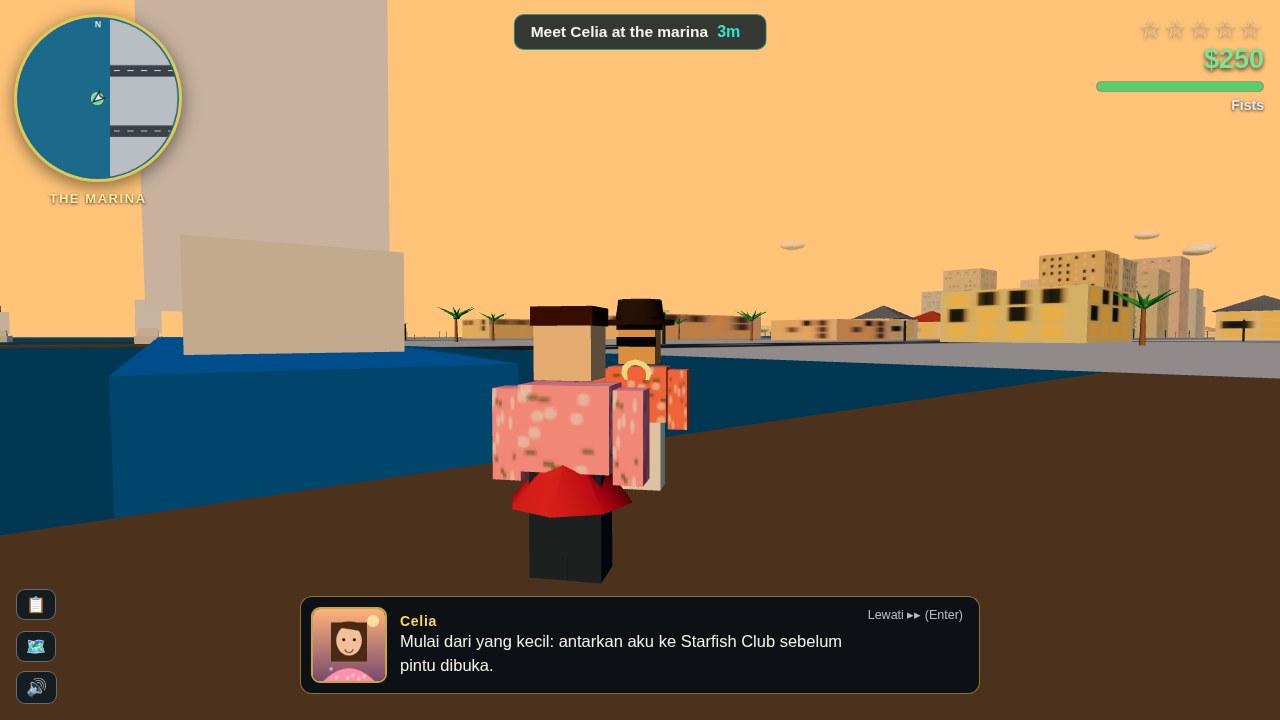 N
THE MARINA
Meet Celia at the marina 3m
$250
Fists
Celia
Lewati ▸▸ (Enter)
Mulai dari yang kecil: antarkan aku ke Starfish Club sebelum
pintu dibuka.